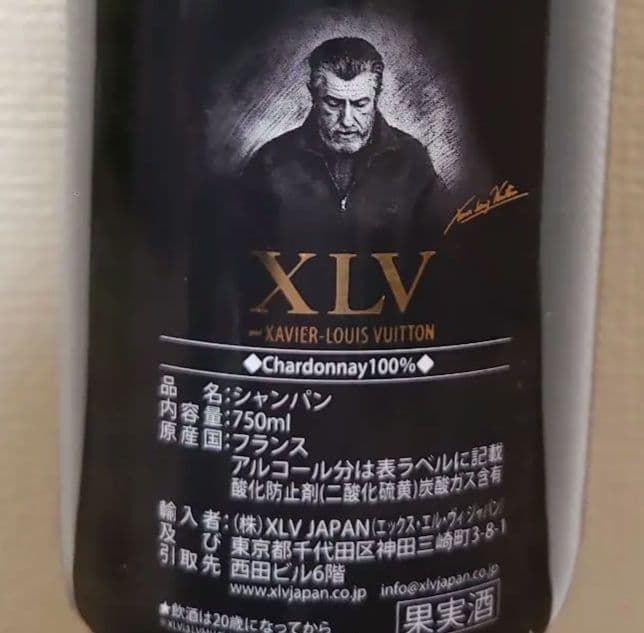 XLV
XAVIER-LOUIS VUITTON
◆Chardonnay100%◆
品名:シャンパン
内容量:750ml
原産国:フランス
アルコール分は表ラベルに記載
酸化防止剤(二酸化硫黄)炭酸ガス含有
輸入者:(株)XLV JAPAN(エックス・エル・ヴィ ジャパン)
及び 東京都千代田区神田三崎町3-8-1
引取先 西田ビル6階
www.xlvjapan.co.jp info@xlvjapan.co.jp
★飲酒は20歳になってから
果実酒